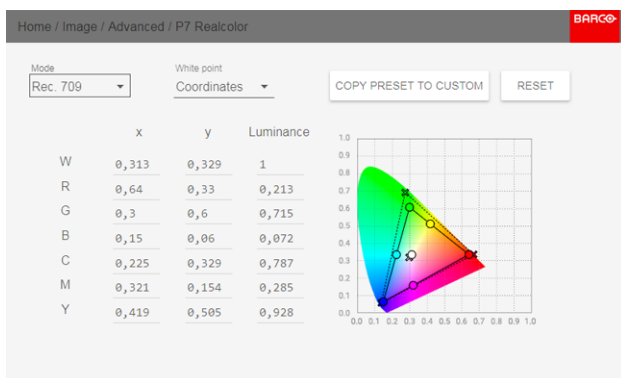 Home / Image / Advanced / P7 Realcolor
BARCO
Mode
Rec. 709
White point
Coordinates
COPY PRESET TO CUSTOM
RESET
x y Luminance
W 0,313 0,329 1
R 0,64 0,33 0,213
G 0,3 0,6 0,715
B 0,15 0,06 0,072
C 0,225 0,329 0,787
M 0,321 0,154 0,285
Y 0,419 0,505 0,928
1.0
0.9
0.8
0.7
0.6
0.5
0.4
0.3
0.2
0.1
0.0
0.0 0.1 0.2 0.3 0.4 0.5 0.6 0.7 0.8 0.9 1.0